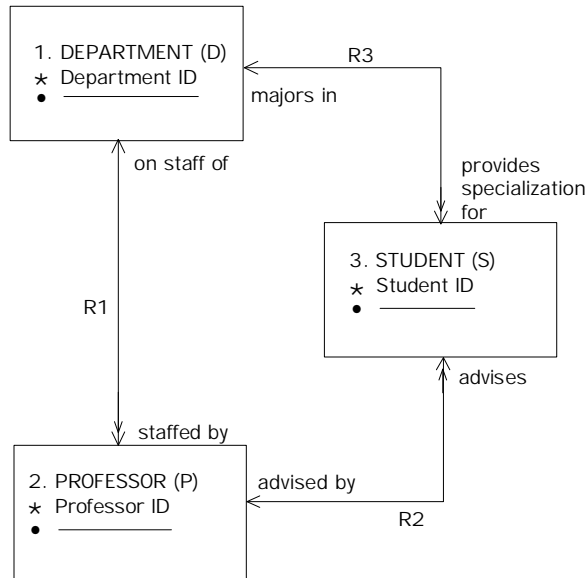 1. DEPARTMENT (D)
* Department ID
•
R3
majors in
on staff of
provides
specialization
for
3. STUDENT (S)
* Student ID
•
R1
advises
staffed by
2. PROFESSOR (P)
* Professor ID
•
advised by
R2